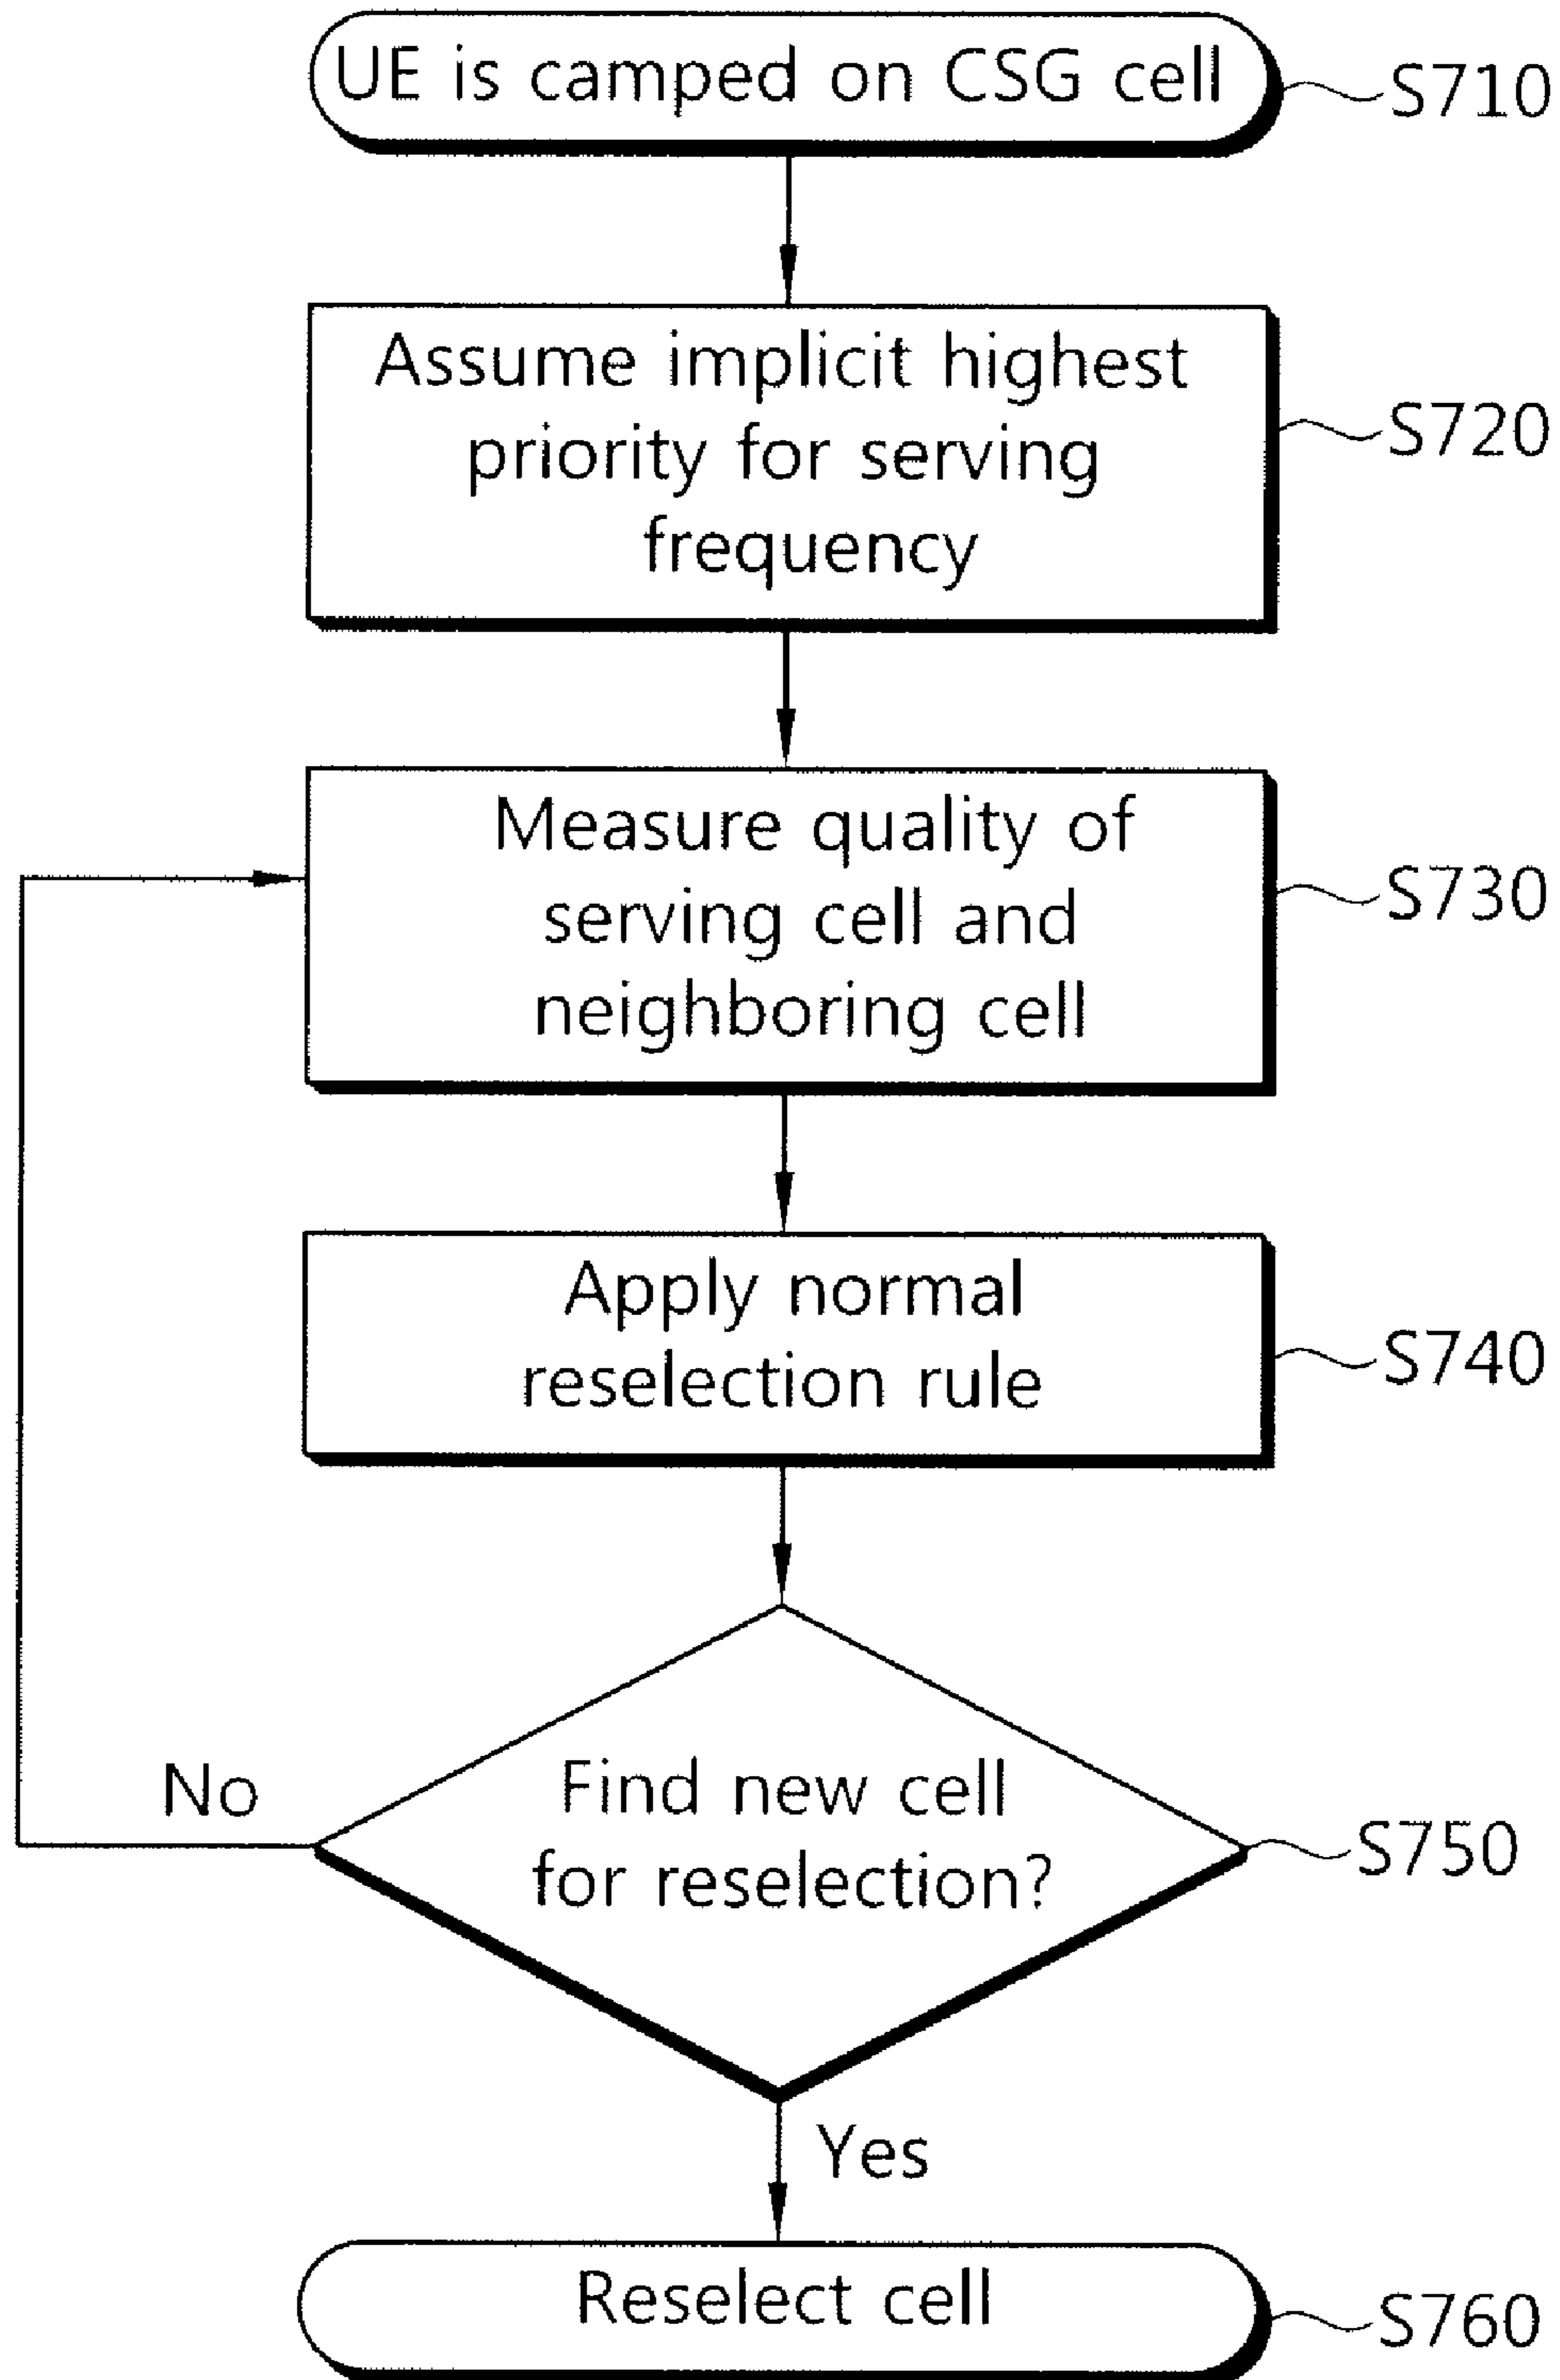 UE is camped on CSG cell
S710
Assume implicit highest
priority for serving
frequency
S720
Measure quality of
serving cell and
neighboring cell
S730
Apply normal
reselection rule
S740
Find new cell
for reselection?
S750
No
Yes
Reselect cell
S760